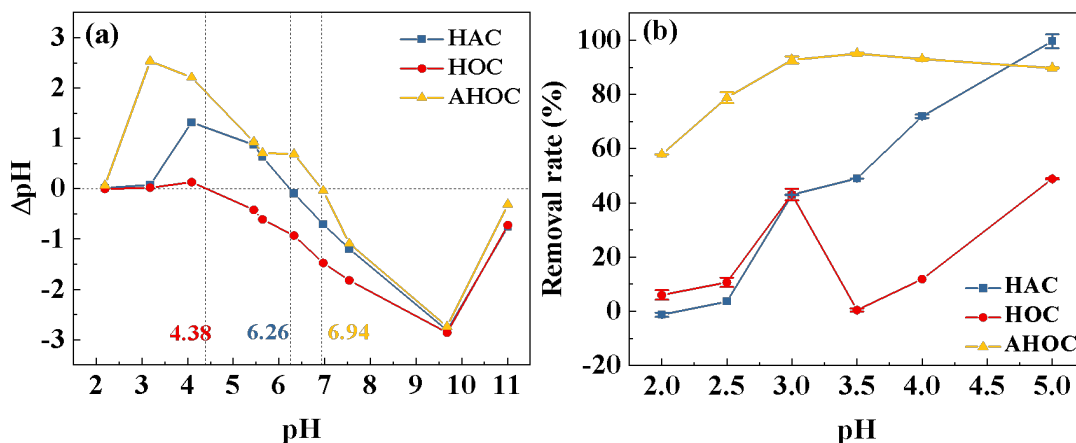 (a)
HAC
HOC
AHOC
3
2
1
0
-1
-2
-3
ΔpH
4.38 6.26 6.94
2 3 4 5 6 7 8 9 10 11
pH
(b)
100
80
60
40
20
0
-20
Removal rate (%)
HAC
HOC
AHOC
2.0 2.5 3.0 3.5 4.0 4.5 5.0
pH